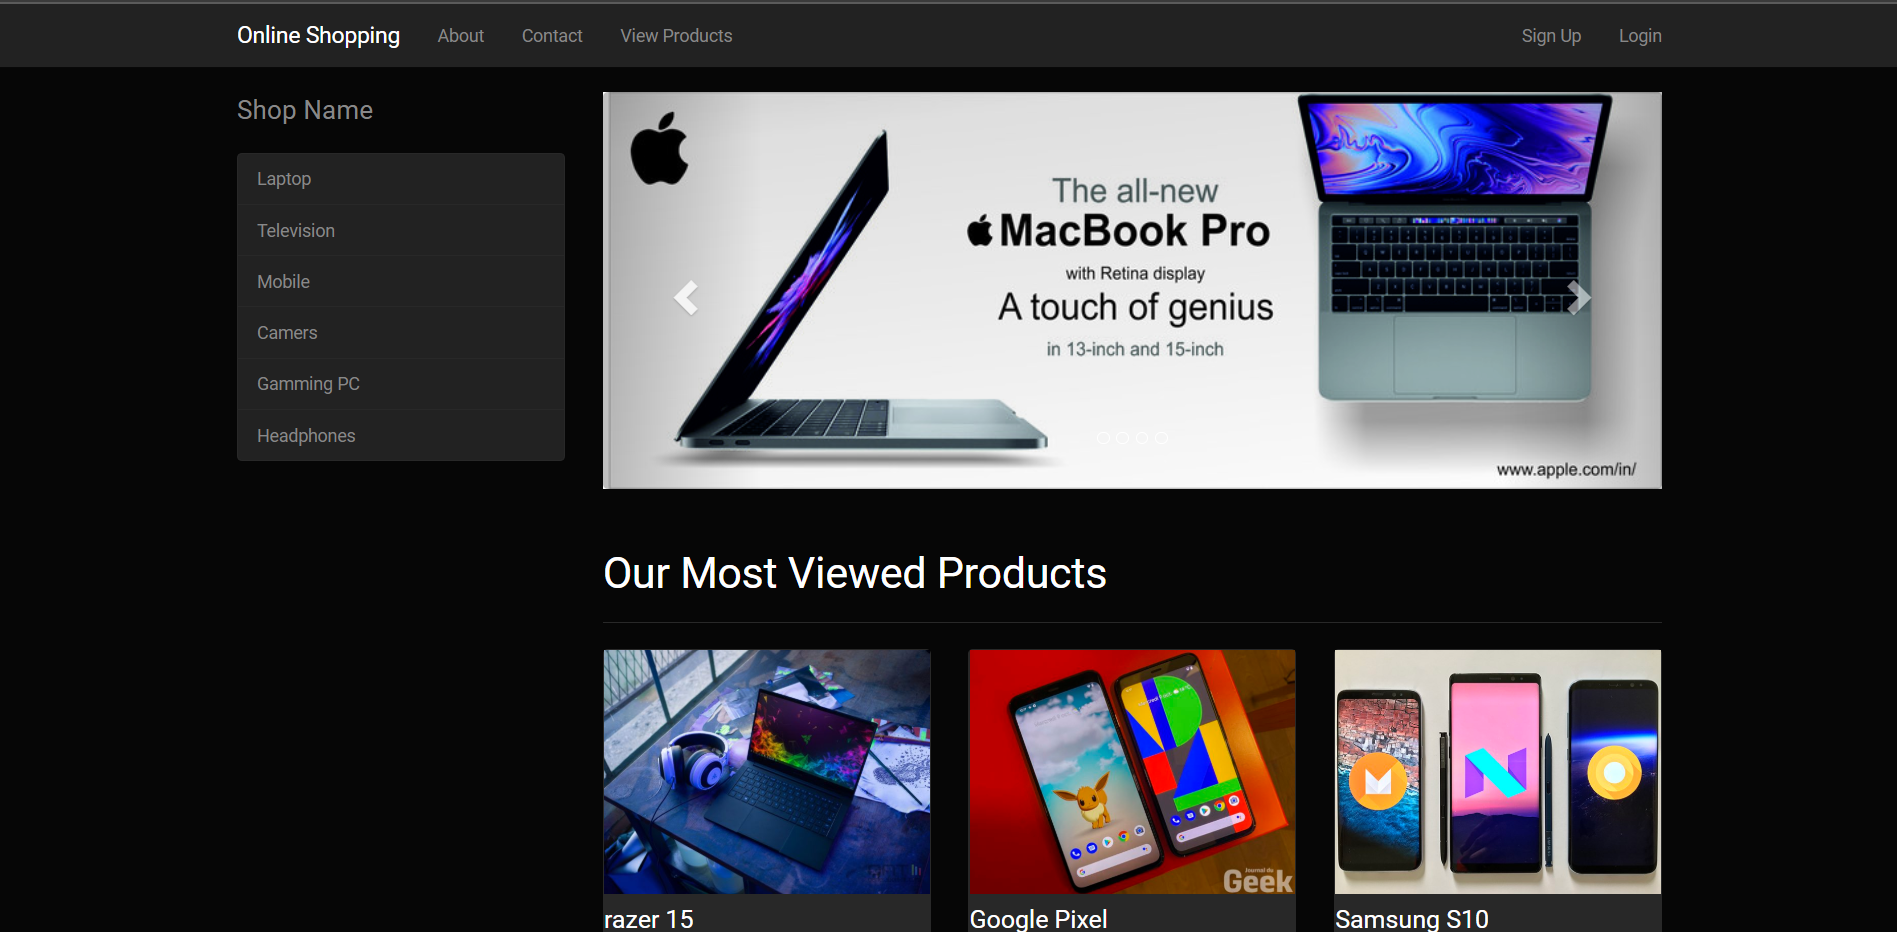 Online Shopping
About
Contact
View Products
Sign Up
Login
Shop Name
Laptop
Television
Mobile
Camers
Gamming PC
Headphones
The all-new
MacBook Pro
with Retina display
A touch of genius
in 13-inch and 15-inch
www.apple.com/in/
Our Most Viewed Products
Journal du
Geek
razer 15
Google Pixel
Samsung S10